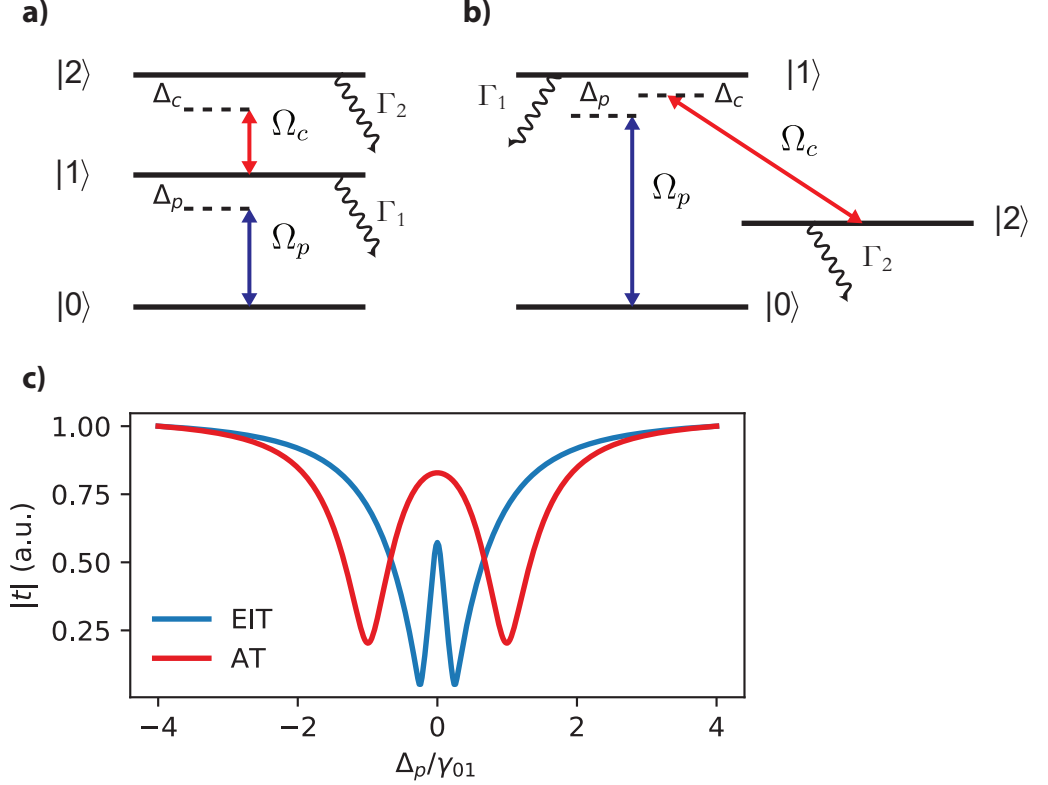 a)
|2⟩
Δc
Ωc
Γ2
|1⟩
Δp
Ωp
Γ1
|0⟩
b)
|1⟩
Γ1
Δp
Δc
Ωc
Ωp
|2⟩
Γ2
|0⟩
c)
|t| (a.u.)
1.00
0.75
0.50
0.25
EIT
AT
−4
−2
0
2
4
Δp/γ01